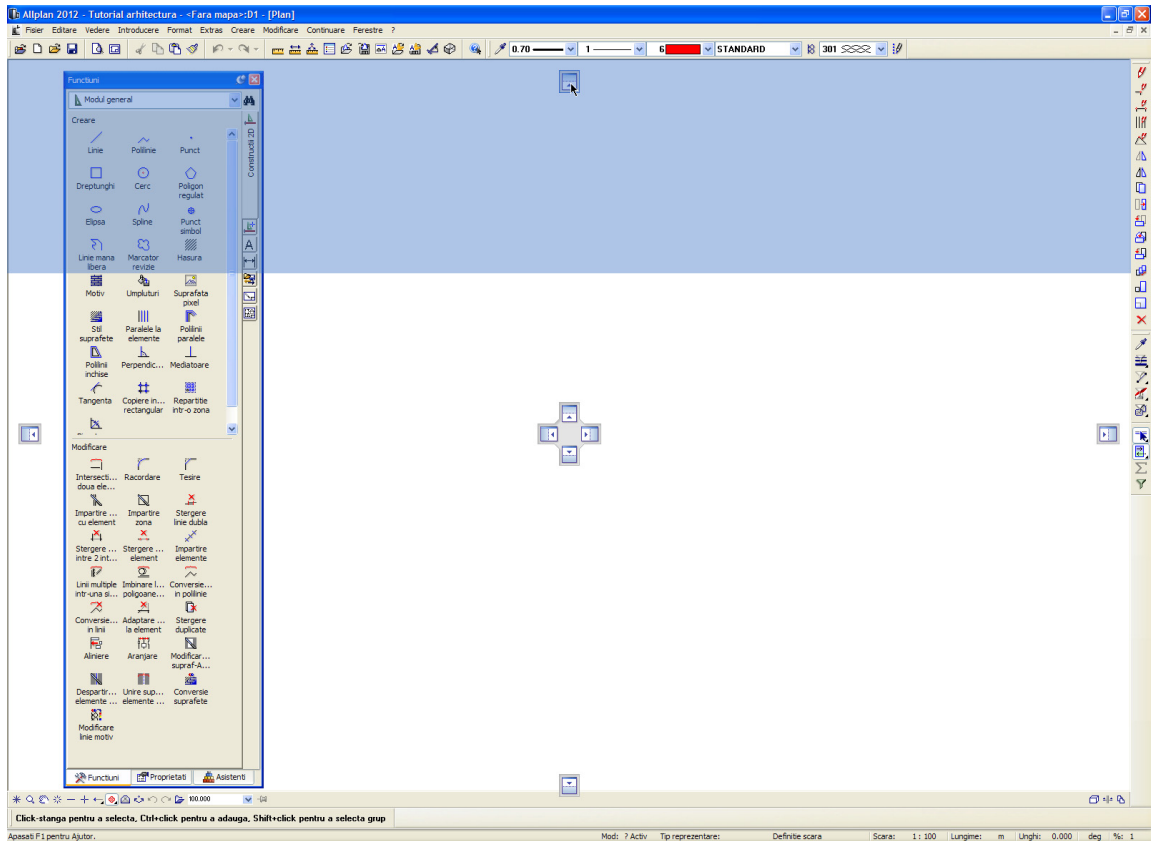 Allplan 2012 - Tutorial arhitectura - <Fara mapa>:D1 - [Plan]
Fisier Editare Vedere Introducere Format Extras Creare Modificare Continuare Ferestre ?
0.70 1 6 STANDARD 301
Functiuni
Modul general
Creare
Constructii 2D
Linie Polilinie Punct
Dreptunghi Cerc Poligon regulat
Elipsa Spline Punct simbol
Linie mana libera Marcator revizie Hasura
Motiv Umpluturi Suprafata pixel
Stil suprafete Paralele la elemente Polilinii paralele
Polilinii inchise Perpendic... Mediatoare
Tangenta Copiere in... rectangular Repartitie intr-o zona
Modificare
Intersecti... doua ele... Racordare Tesire
Impartire ... cu element Impartire zona Stergere linie dubla
Stergere ... intre 2 int... Stergere ... element Impartire elemente
Linii multiple intr-una si... Imbinare l... poligoane... Conversie... in polilinie
Conversie... in linii Adaptare ... la element Stergere duplicate
Aliniere Aranjare Modificar... supraf-A...
Despartir... elemente ... Unire sup... elemente ... Conversie suprafete
Modificare linie motiv
Functiuni Proprietati Asistenti
100.000
Click-stanga pentru a selecta, Ctrl+click pentru a adauga, Shift+click pentru a selecta grup
Apasati F1 pentru Ajutor. Mod: ? Activ Tip reprezentare: Definitie scara Scara: 1 : 100 Lungime: m Unghi: 0.000 deg %: 1